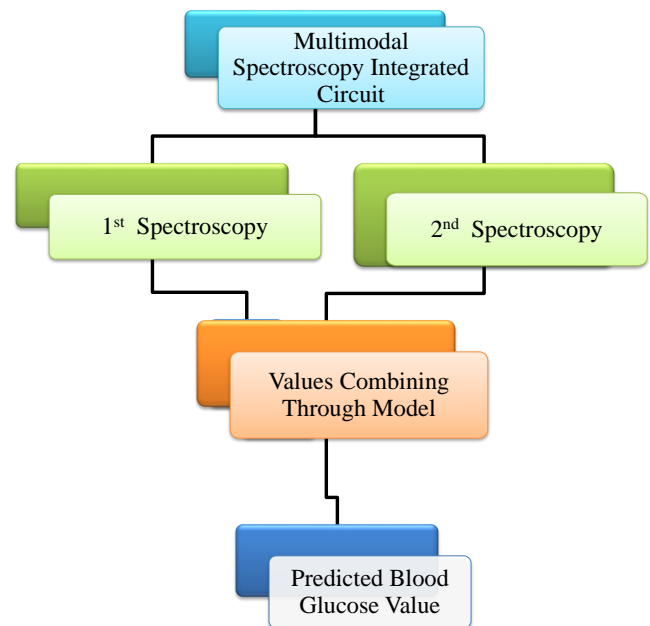 Multimodal
Spectroscopy Integrated
Circuit
1st Spectroscopy
2nd Spectroscopy
Values Combining
Through Model
Predicted Blood
Glucose Value